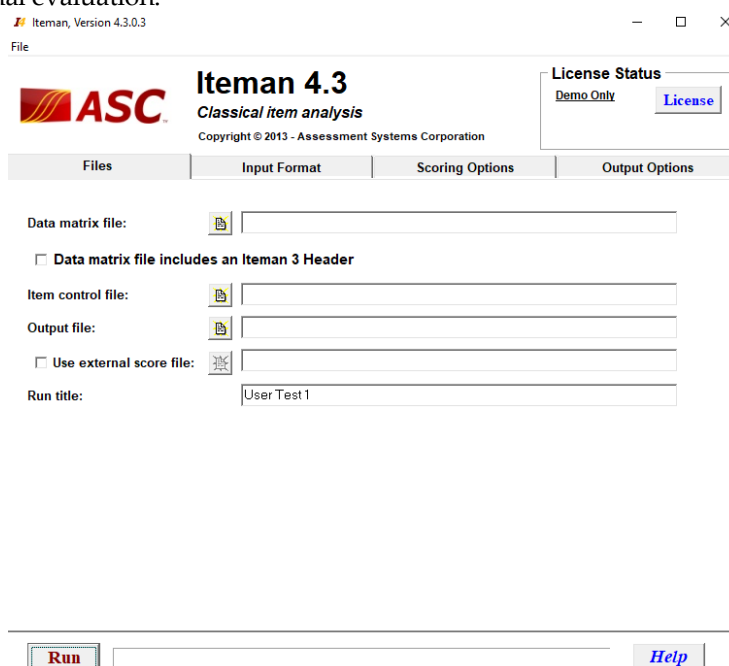 nal evaluation.
Iteman, Version 4.3.0.3
File
ASC
Iteman 4.3
Classical item analysis
Copyright © 2013 - Assessment Systems Corporation
License Status
Demo Only
License
Files Input Format Scoring Options Output Options
Data matrix file:
Data matrix file includes an Iteman 3 Header
Item control file:
Output file:
Use external score file:
Run title: User Test 1
Run
Help